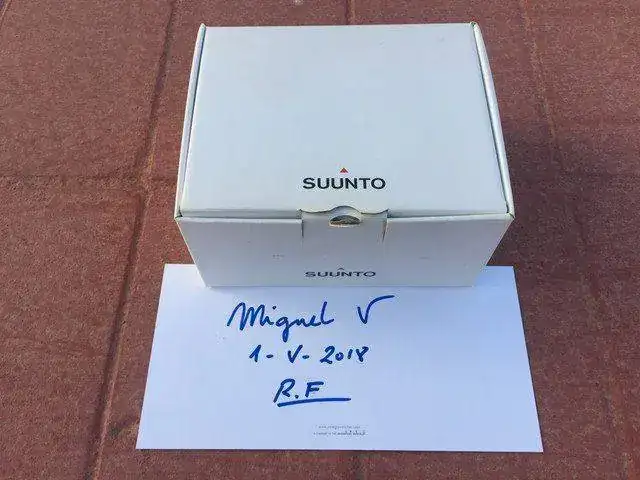 SUUNTO
SUUNTO
Miguel V
1-V-2018
R.F